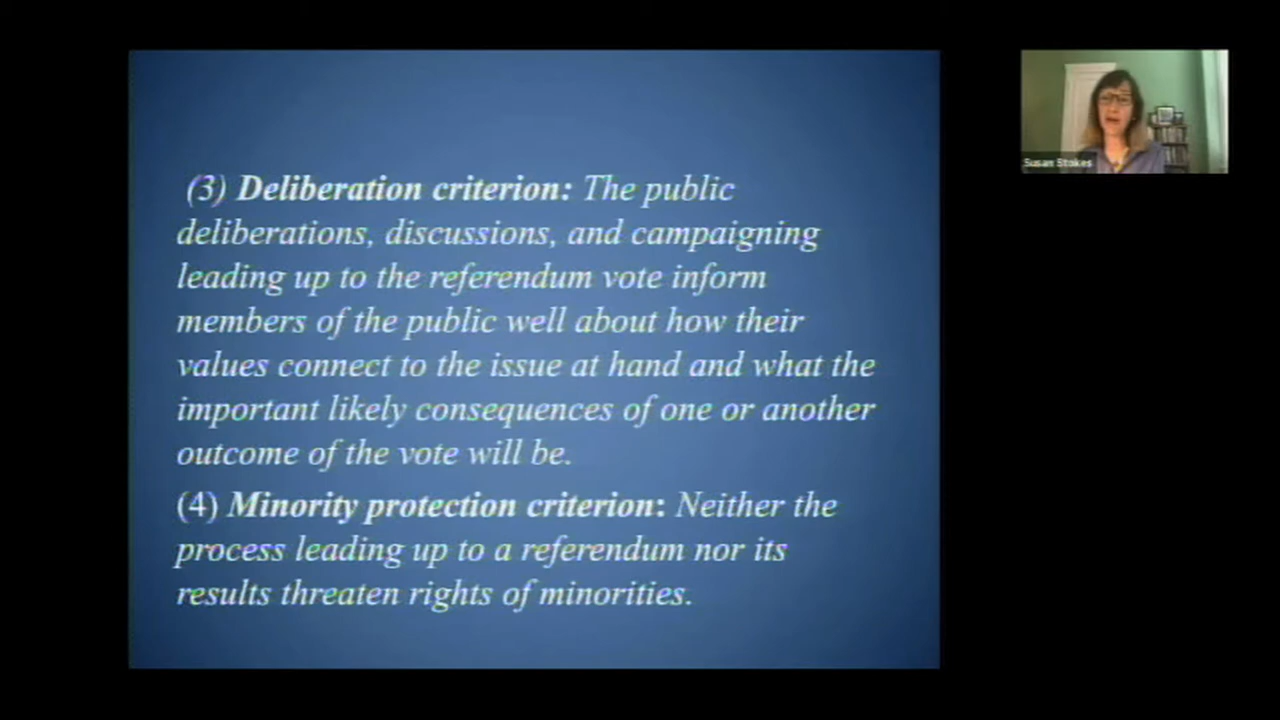 (3) Deliberation criterion: The public
deliberations, discussions, and campaigning
leading up to the referendum vote inform
members of the public well about how their
values connect to the issue at hand and what the
important likely consequences of one or another
outcome of the vote will be.
(4) Minority protection criterion: Neither the
process leading up to a referendum nor its
results threaten rights of minorities.
Susan Stokes